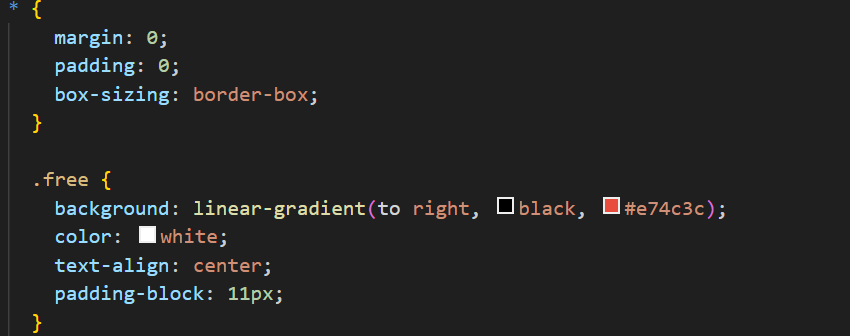 * {
  margin: 0;
  padding: 0;
  box-sizing: border-box;
}

.free {
  background: linear-gradient(to right, black, #e74c3c);
  color: white;
  text-align: center;
  padding-block: 11px;
}